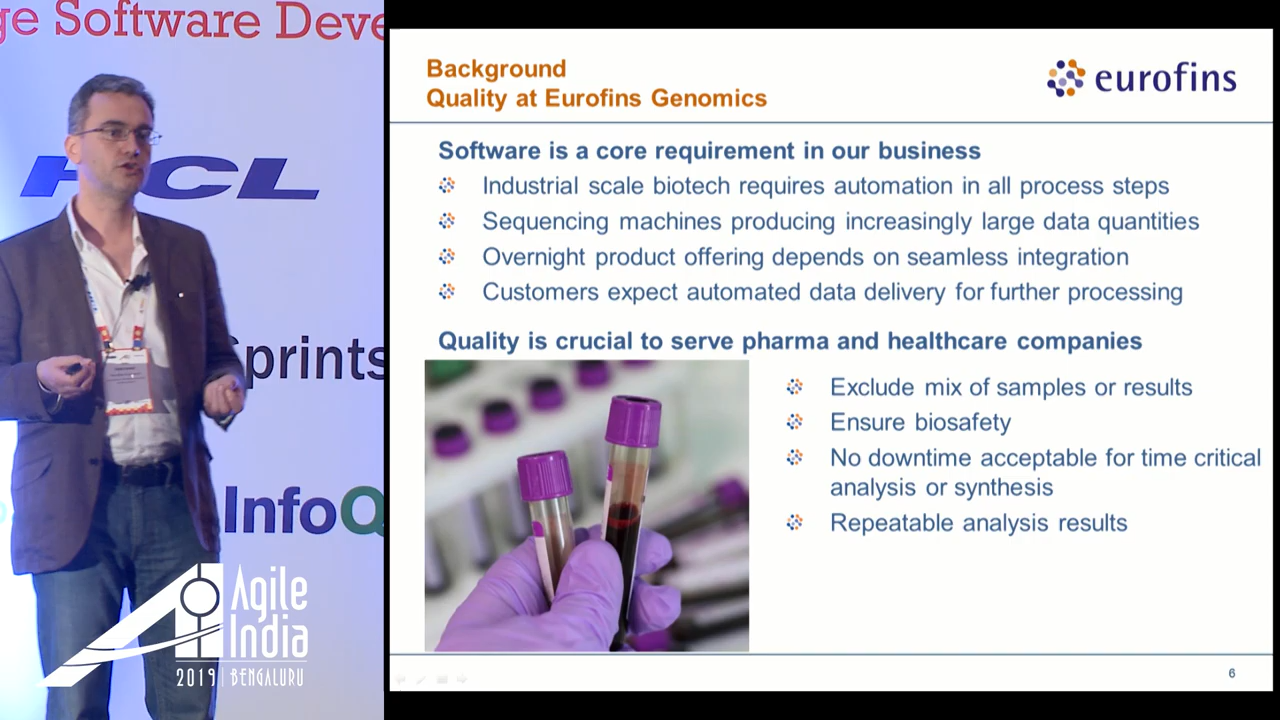 ge Software Deve
HCL
Sprints
InfoQ
Agile
India
2019 | BENGALURU
Background
Quality at Eurofins Genomics
eurofins
Software is a core requirement in our business
Industrial scale biotech requires automation in all process steps
Sequencing machines producing increasingly large data quantities
Overnight product offering depends on seamless integration
Customers expect automated data delivery for further processing
Quality is crucial to serve pharma and healthcare companies
Exclude mix of samples or results
Ensure biosafety
No downtime acceptable for time critical
analysis or synthesis
Repeatable analysis results
6